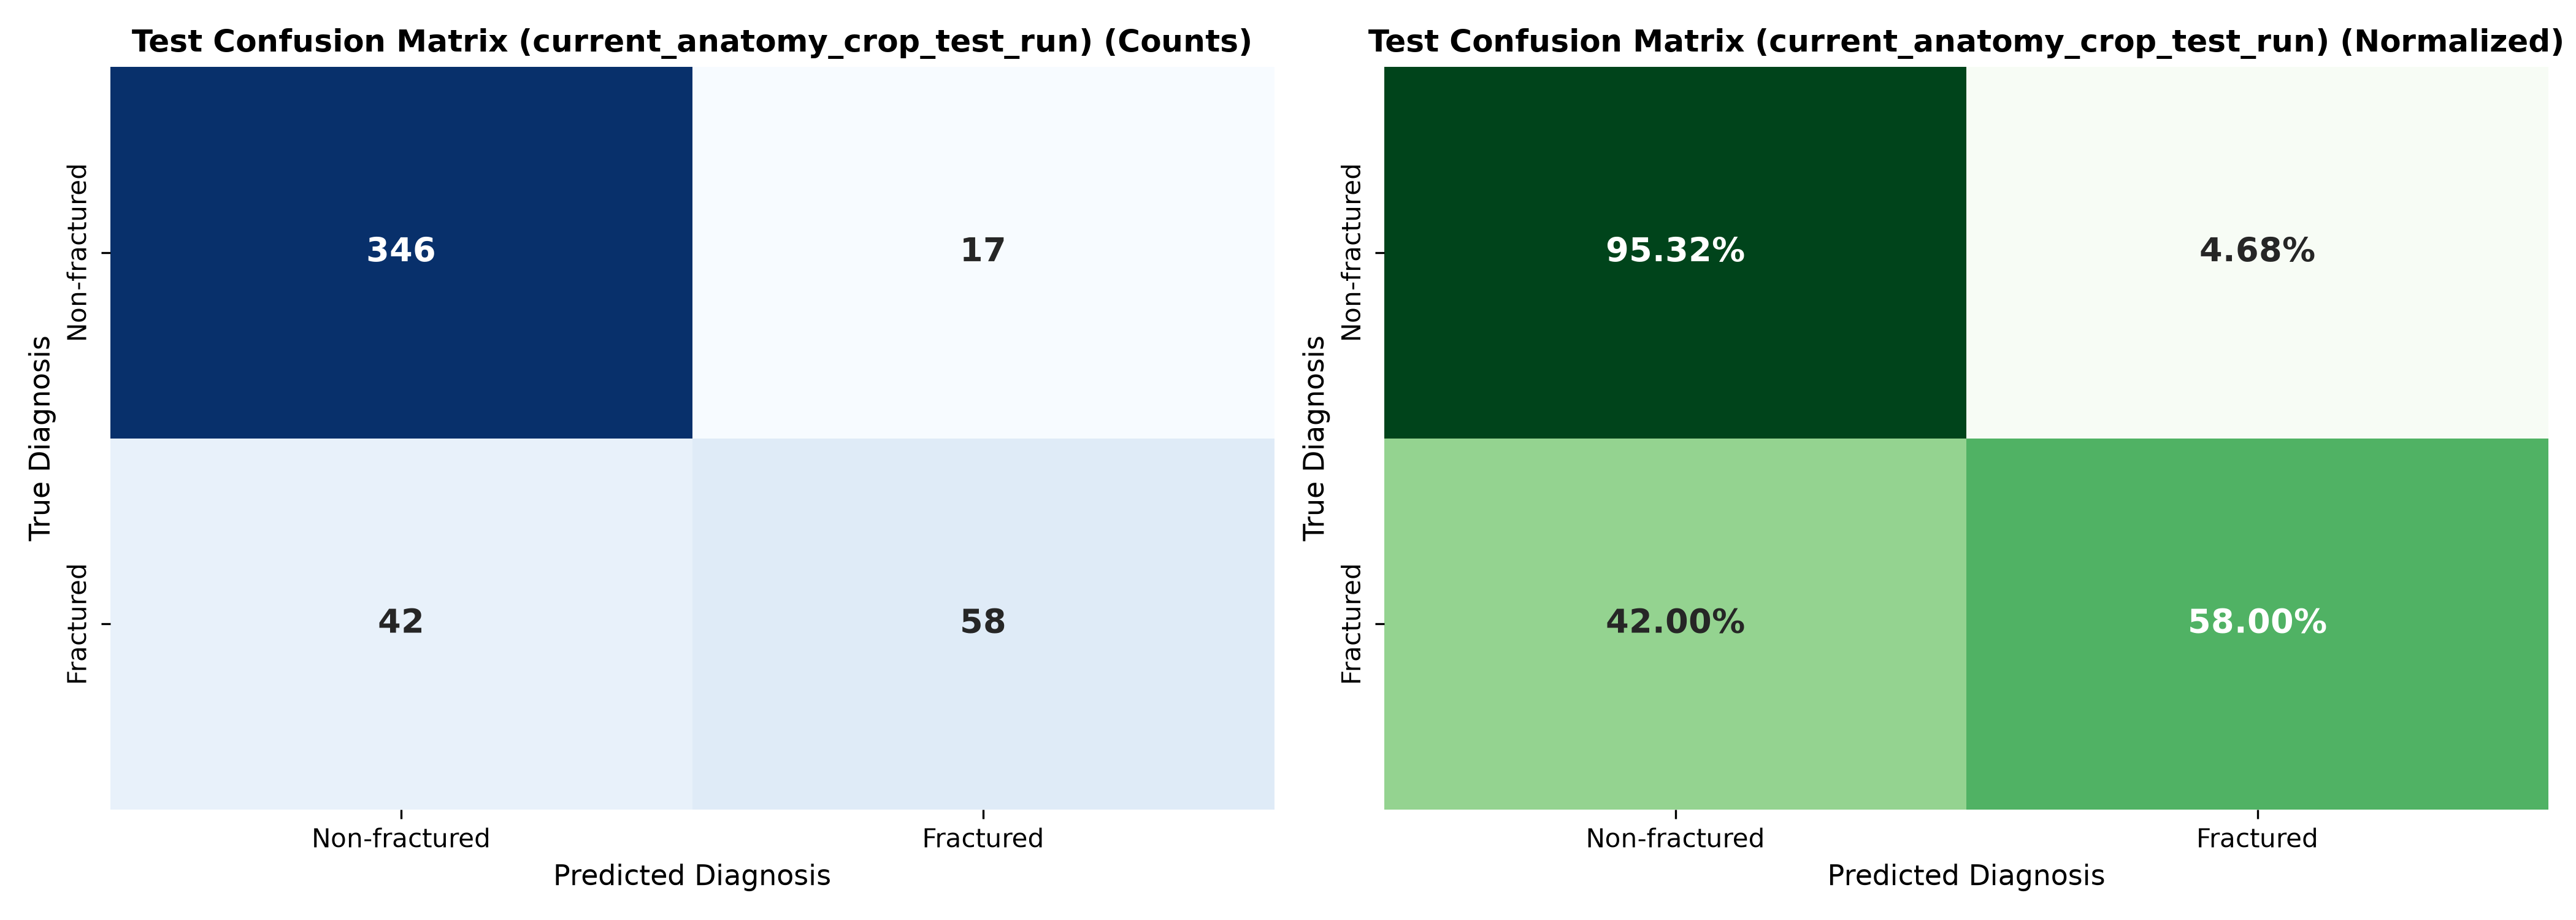 Test Confusion Matrix (current_anatomy_crop_test_run) (Counts)
True Diagnosis
Non-fractured
346
17
Fractured
42
58
Non-fractured
Fractured
Predicted Diagnosis
Test Confusion Matrix (current_anatomy_crop_test_run) (Normalized)
True Diagnosis
Non-fractured
95.32%
4.68%
Fractured
42.00%
58.00%
Non-fractured
Fractured
Predicted Diagnosis